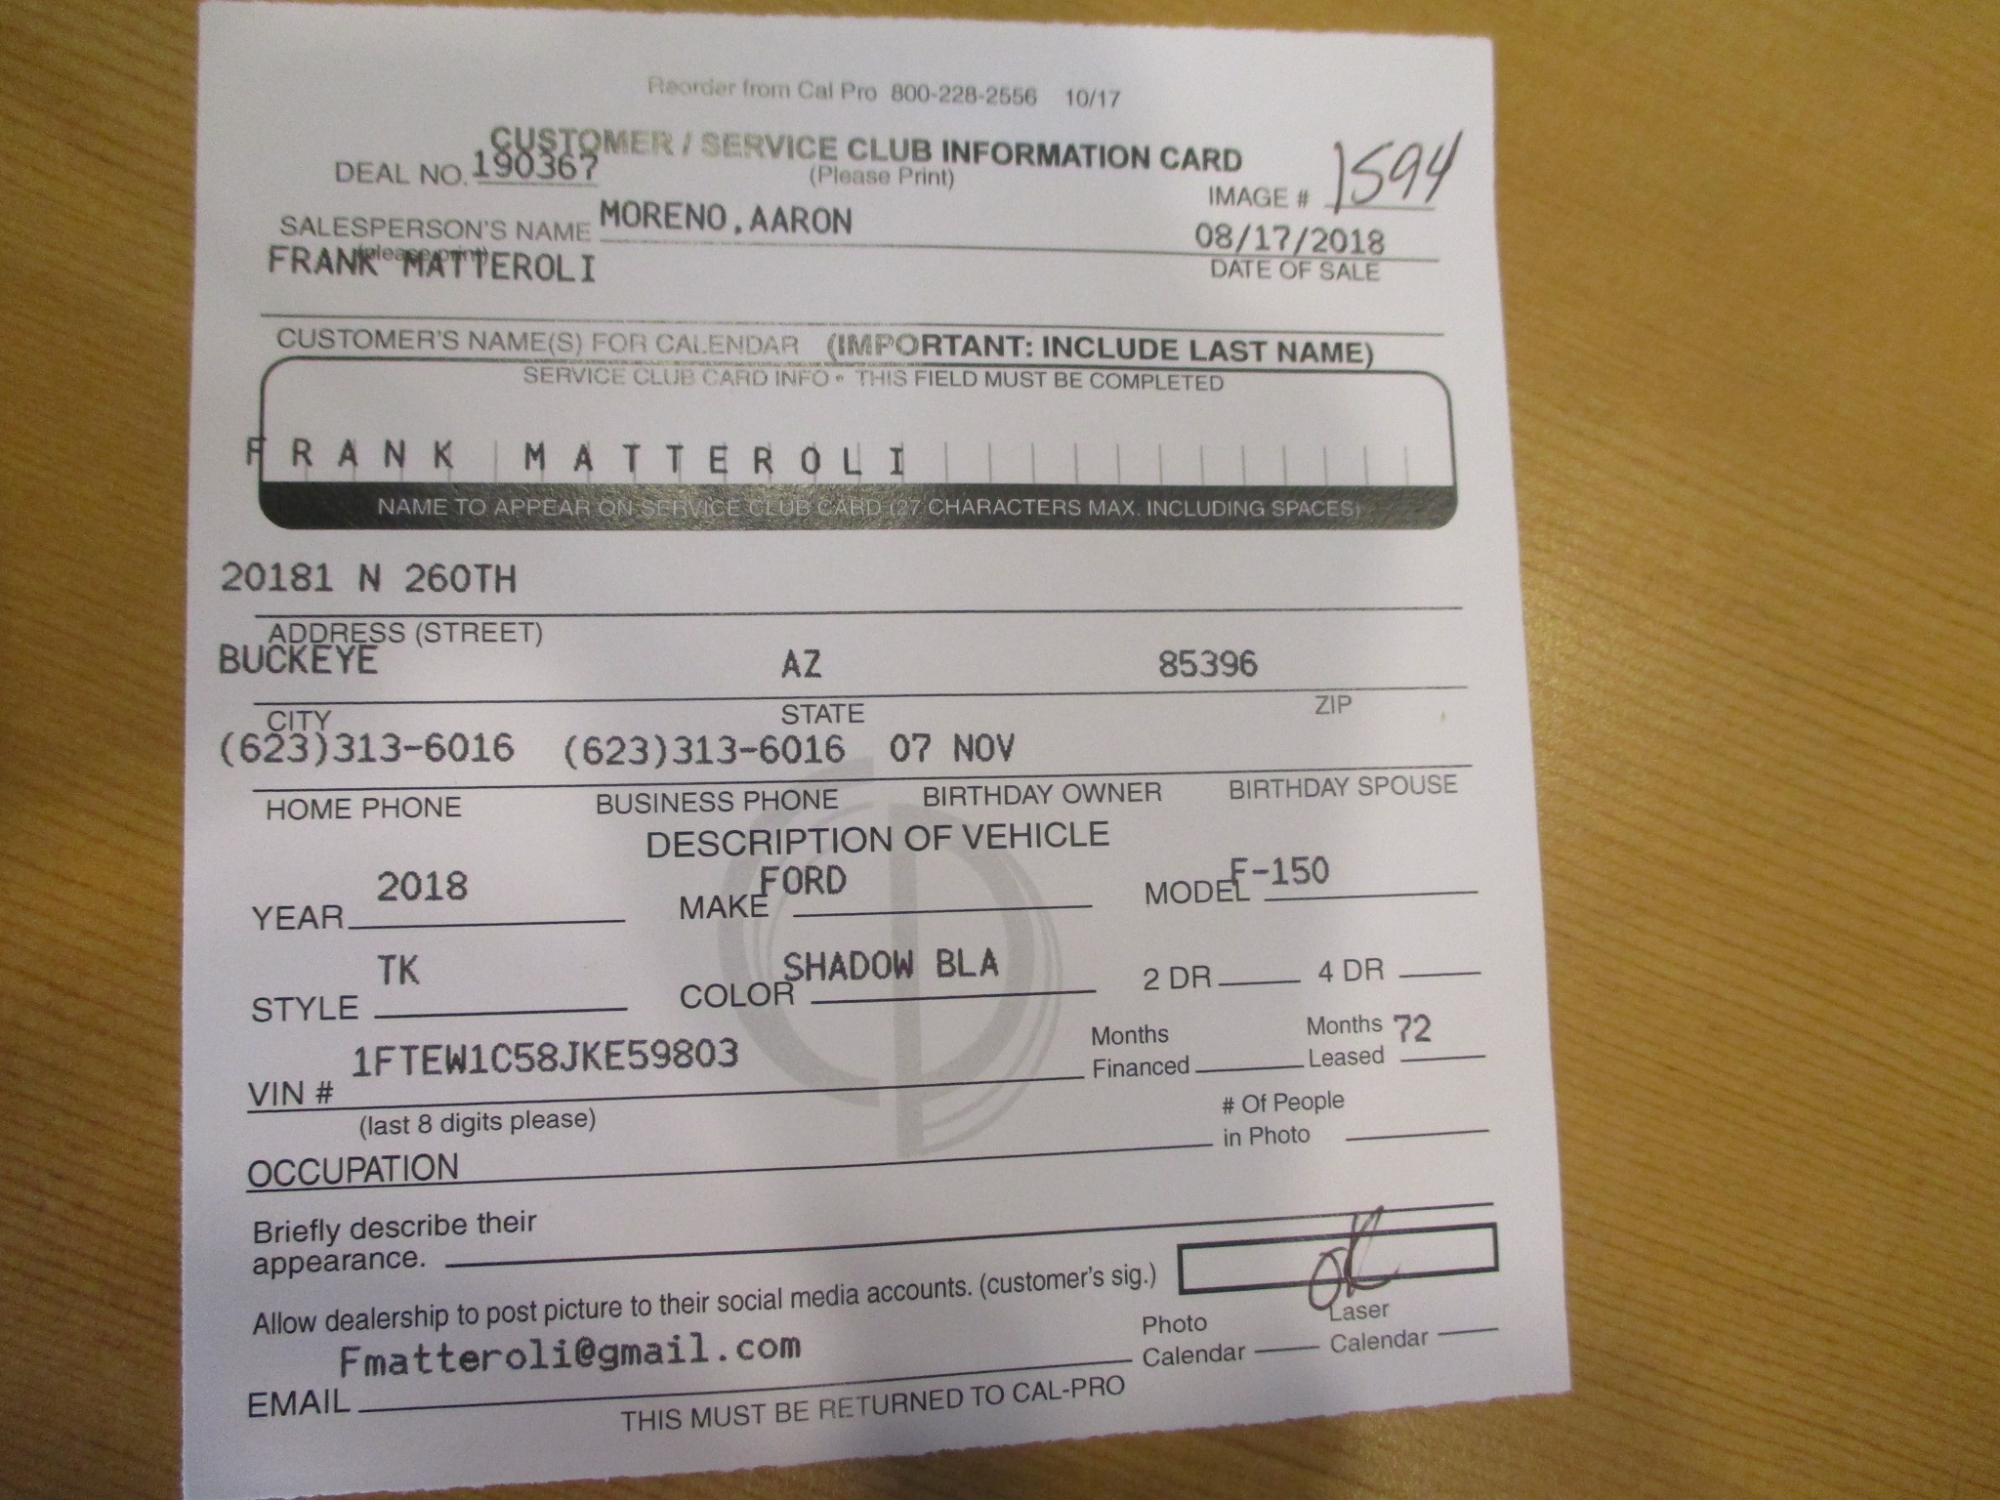 Reorder from Cal Pro 800-228-2556 10/17
CUSTOMER / SERVICE CLUB INFORMATION CARD
DEAL NO. 190367 (Please Print) IMAGE # 1594
SALESPERSON'S NAME MORENO, AARON 08/17/2018
(please print) DATE OF SALE
FRANK MATTEROLI
CUSTOMER'S NAME(S) FOR CALENDAR (IMPORTANT: INCLUDE LAST NAME)
SERVICE CLUB CARD INFO • THIS FIELD MUST BE COMPLETED
FRANK MATTEROLI
NAME TO APPEAR ON SERVICE CLUB CARD (27 CHARACTERS MAX. INCLUDING SPACES)
20181 N 260TH
ADDRESS (STREET)
BUCKEYE AZ 85396
CITY STATE ZIP
(623)313-6016 (623)313-6016 07 NOV
HOME PHONE BUSINESS PHONE BIRTHDAY OWNER BIRTHDAY SPOUSE
DESCRIPTION OF VEHICLE
YEAR 2018 MAKE FORD MODEL F-150
STYLE TK COLOR SHADOW BLA 2 DR 4 DR
VIN # 1FTEW1C58JKE59803 Months Financed Months Leased 72
(last 8 digits please) # Of People in Photo
OCCUPATION
Briefly describe their
appearance.
Allow dealership to post picture to their social media accounts. (customer's sig.)
Photo Calendar Laser Calendar
EMAIL Fmatteroli@gmail.com
THIS MUST BE RETURNED TO CAL-PRO